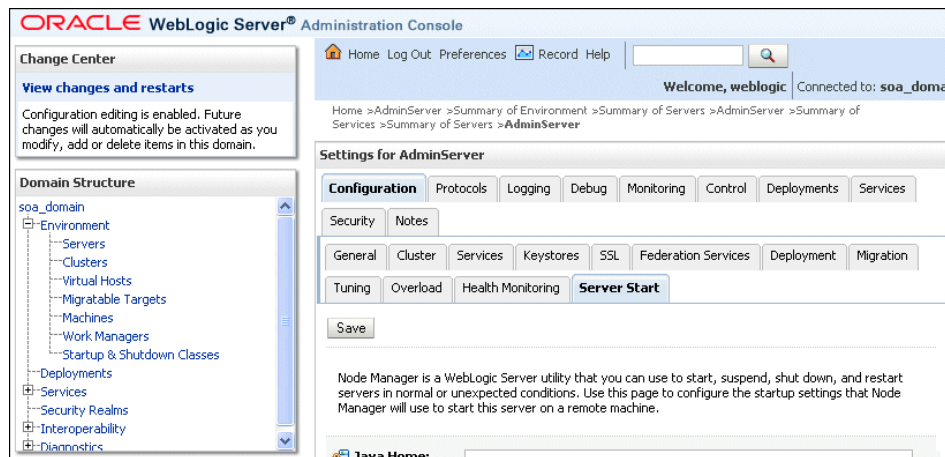 ORACLE WebLogic Server® Administration Console
Change Center
View changes and restarts
Configuration editing is enabled. Future
changes will automatically be activated as you
modify, add or delete items in this domain.
Domain Structure
soa_domain
Environment
Servers
Clusters
Virtual Hosts
Migratable Targets
Machines
Work Managers
Startup & Shutdown Classes
Deployments
Services
Security Realms
Interoperability
Diagnostics
Home Log Out Preferences Record Help
Welcome, weblogic Connected to: soa_doma
Home >AdminServer >Summary of Environment >Summary of Servers >AdminServer >Summary of
Services >Summary of Servers >AdminServer
Settings for AdminServer
Configuration Protocols Logging Debug Monitoring Control Deployments Services
Security Notes
General Cluster Services Keystores SSL Federation Services Deployment Migration
Tuning Overload Health Monitoring Server Start
Save
Node Manager is a WebLogic Server utility that you can use to start, suspend, shut down, and restart
servers in normal or unexpected conditions. Use this page to configure the startup settings that Node
Manager will use to start this server on a remote machine.
Java Home: